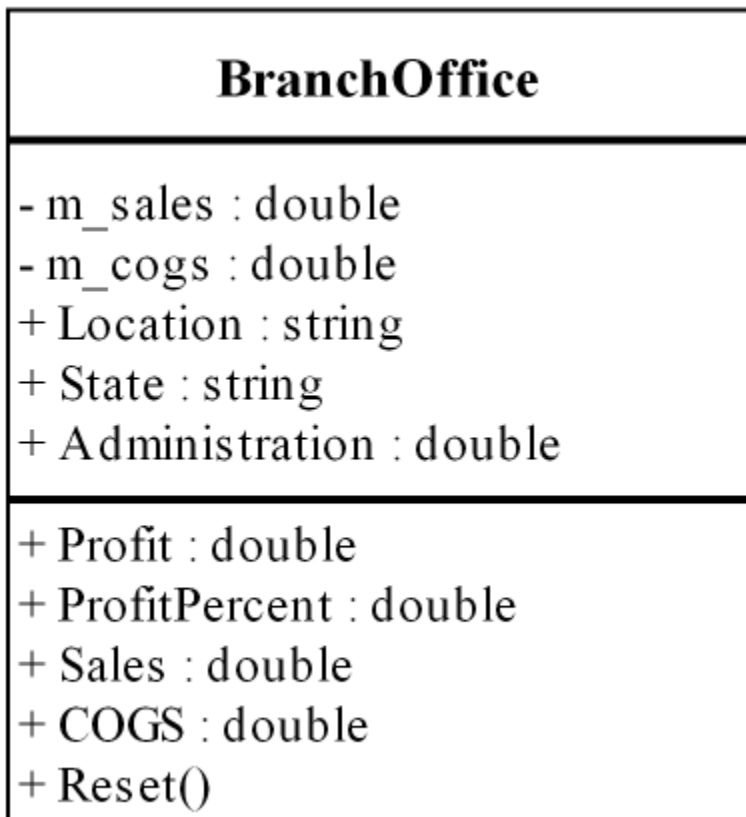 BranchOffice
- m_sales : double
- m_cogs : double
+ Location : string
+ State : string
+ Administration : double
+ Profit : double
+ ProfitPercent : double
+ Sales : double
+ COGS : double
+ Reset()